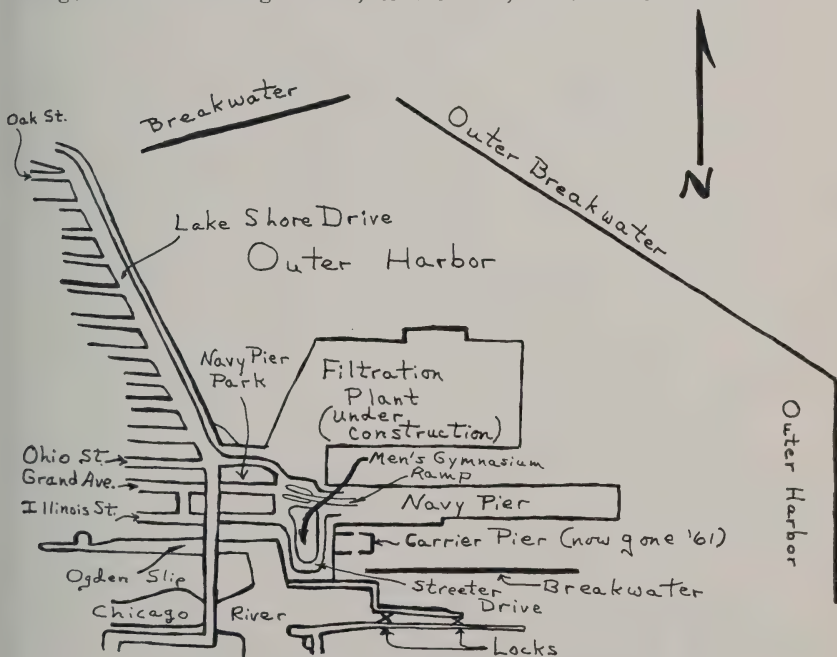 Oak St.
Breakwater
Outer Breakwater
N
Lake Shore Drive
Outer Harbor
Navy Pier
Park
Filtration
Plant
(under
construction)
Outer Harbor
Ohio St.
Grand Ave.
Illinois St.
Men's Gymnasium
Ramp
Navy Pier
Carrier Pier (now gone '61)
Ogden Slip
Streeter
Drive
Breakwater
Chicago River
Locks